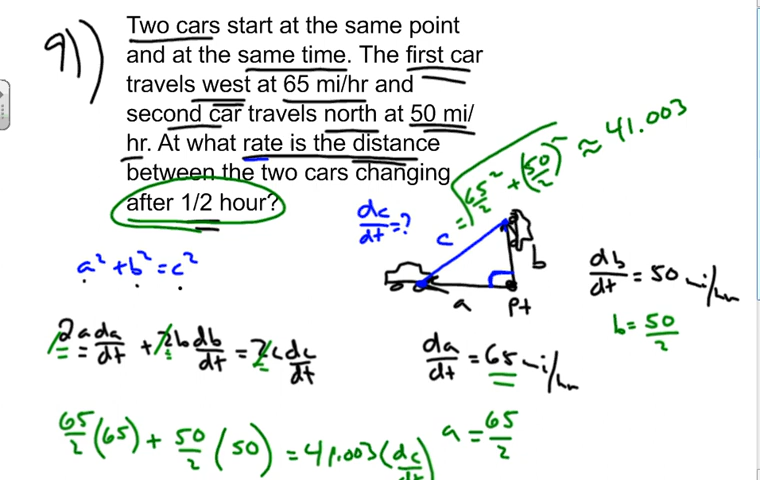 9)
Two cars start at the same point
and at the same time. The first car
travels west at 65 mi/hr and
second car travels north at 50 mi/
hr. At what rate is the distance
between the two cars changing
after 1/2 hour?
c = √(65/2² + (50/2)²) ≈ 41.003
dc/dt = ?
a² + b² = c²
c
b
a
Pt
db/dt = 50 mi/hr
b = 50/2
2a da/dt + 2b db/dt = 2c dc/dt
da/dt = 65 mi/hr
65/2 (65) + 50/2 (50) = 41.003 (dc/dt)
a = 65/2